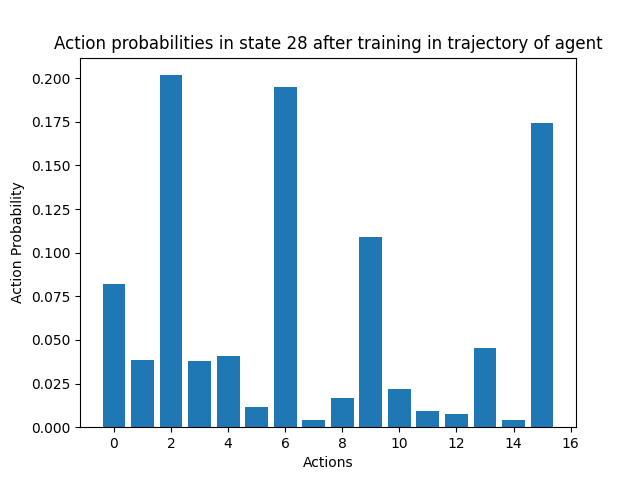 Action probabilities in state 28 after training in trajectory of agent
0.200
0.175
0.150
0.125
0.100
0.075
0.050
0.025
0.000
Action Probability
0 2 4 6 8 10 12 14 16
Actions